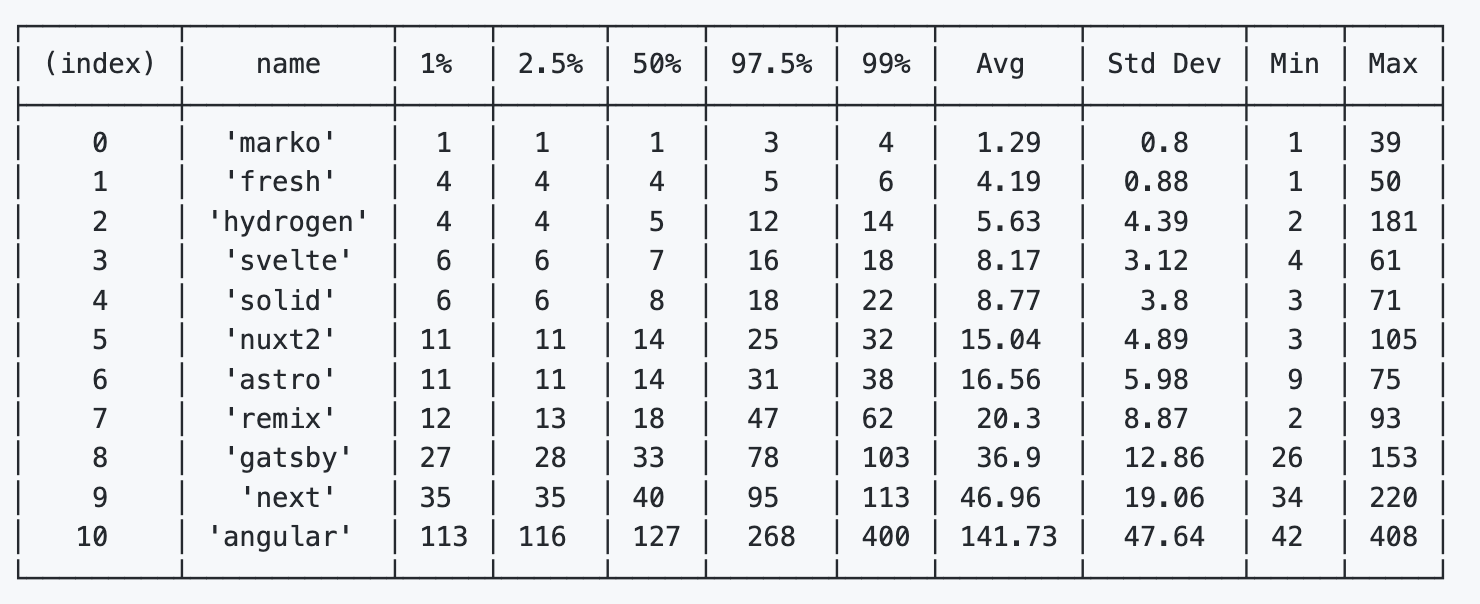 (index) name 1% 2.5% 50% 97.5% 99% Avg Std Dev Min Max
0 'marko' 1 1 1 3 4 1.29 0.8 1 39
1 'fresh' 4 4 4 5 6 4.19 0.88 1 50
2 'hydrogen' 4 4 5 12 14 5.63 4.39 2 181
3 'svelte' 6 6 7 16 18 8.17 3.12 4 61
4 'solid' 6 6 8 18 22 8.77 3.8 3 71
5 'nuxt2' 11 11 14 25 32 15.04 4.89 3 105
6 'astro' 11 11 14 31 38 16.56 5.98 9 75
7 'remix' 12 13 18 47 62 20.3 8.87 2 93
8 'gatsby' 27 28 33 78 103 36.9 12.86 26 153
9 'next' 35 35 40 95 113 46.96 19.06 34 220
10 'angular' 113 116 127 268 400 141.73 47.64 42 408